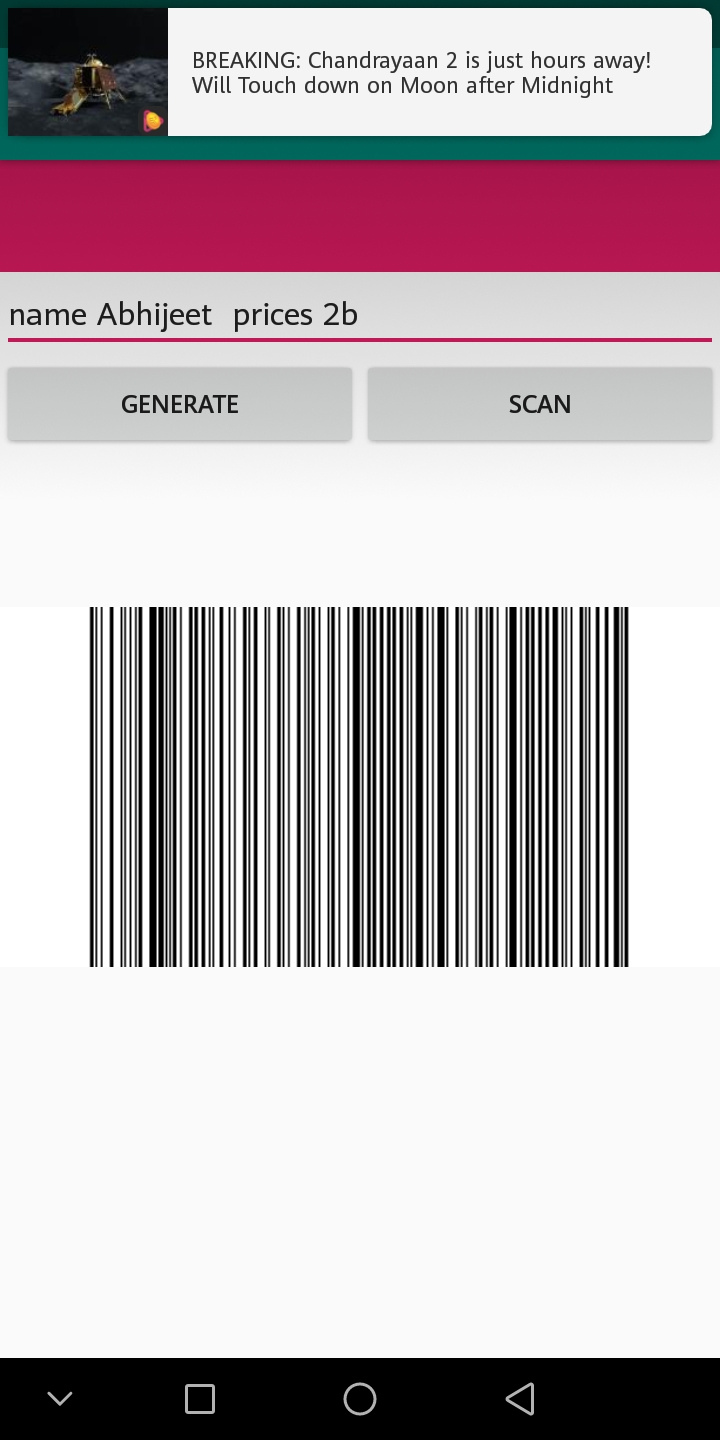 BREAKING: Chandrayaan 2 is just hours away!
Will Touch down on Moon after Midnight
name Abhijeet  prices 2b
GENERATE
SCAN